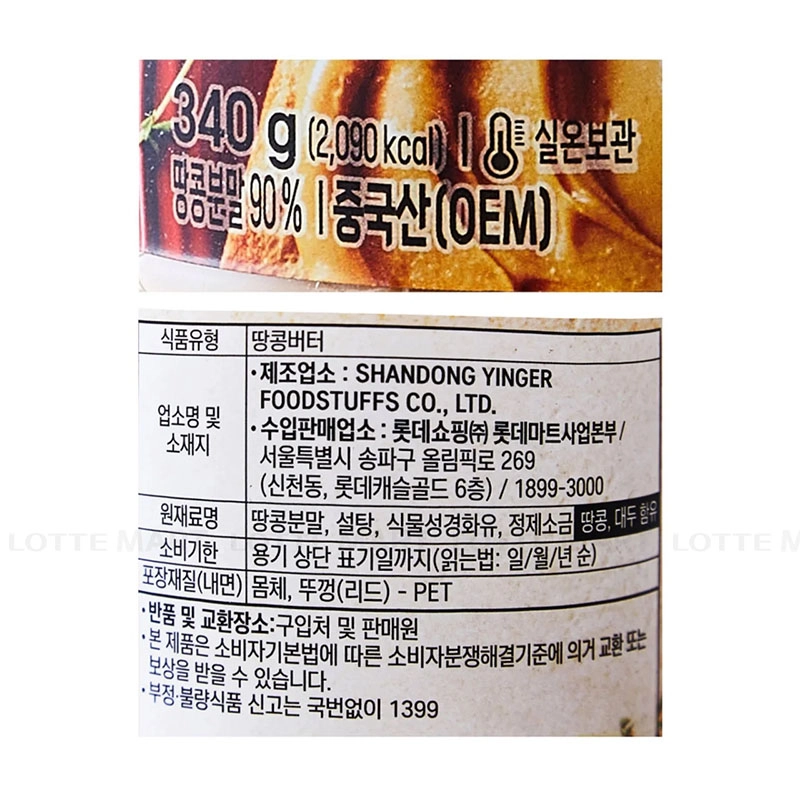 340 g (2,090 kcal) | 실온보관
땅콩분말 90% | 중국산(OEM)
식품유형 땅콩버터
업소명 및 소재지
·제조업소 : SHANDONG YINGER
FOODSTUFFS CO., LTD.
·수입판매업소 : 롯데쇼핑㈜ 롯데마트사업본부 /
서울특별시 송파구 올림픽로 269
(신천동, 롯데캐슬골드 6층) / 1899-3000
원재료명 땅콩분말, 설탕, 식물성경화유, 정제소금 땅콩, 대두 함유
LOTTE MA
LOTTE M
소비기한 용기 상단 표기일까지(읽는법: 일/월/년 순)
포장재질(내면) 몸체, 뚜껑(리드) - PET
·반품 및 교환장소:구입처 및 판매원
·본 제품은 소비자기본법에 따른 소비자분쟁해결기준에 의거 교환 또는
보상을 받을 수 있습니다.
·부정·불량식품 신고는 국번없이 1399